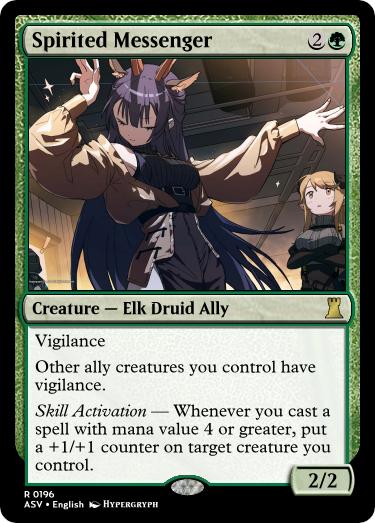 Spirited Messenger 2
Creature — Elk Druid Ally
Vigilance
Other ally creatures you control have
vigilance.
Skill Activation — Whenever you cast a
spell with mana value 4 or greater, put
a +1/+1 counter on target creature you
control.
2/2
R 0196
ASV • English HYPERGRYPH